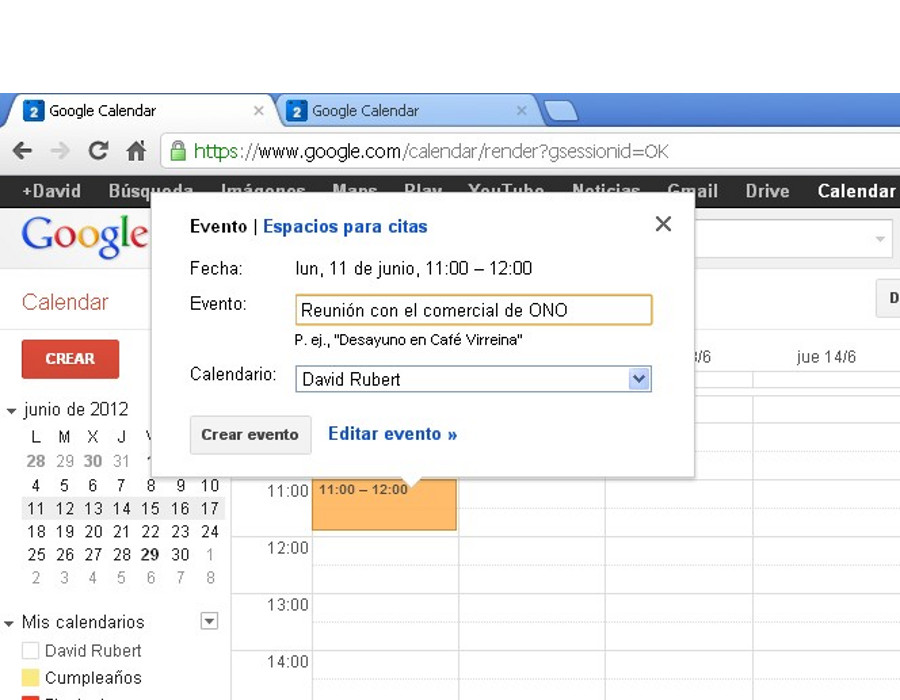 2 Google Calendar
2 Google Calendar
https://www.google.com/calendar/render?gsessionid=OK
+David Búsqueda Imágenes Maps Play YouTube Noticias Gmail Drive Calendar
Google
Evento | Espacios para citas
Fecha: lun, 11 de junio, 11:00 – 12:00
Evento: Reunión con el comercial de ONO
P. ej., "Desayuno en Café Virreina"
Calendario: David Rubert
Crear evento Editar evento »
Calendar
D
CREAR
/6 jue 14/6
junio de 2012
L M X J
28 29 30 31
4 5 6 7 8 9 10
11 12 13 14 15 16 17
18 19 20 21 22 23 24
25 26 27 28 29 30 1
2 3 4 5 6 7 8
Mis calendarios
David Rubert
Cumpleaños
11:00 11:00 – 12:00
12:00
13:00
14:00